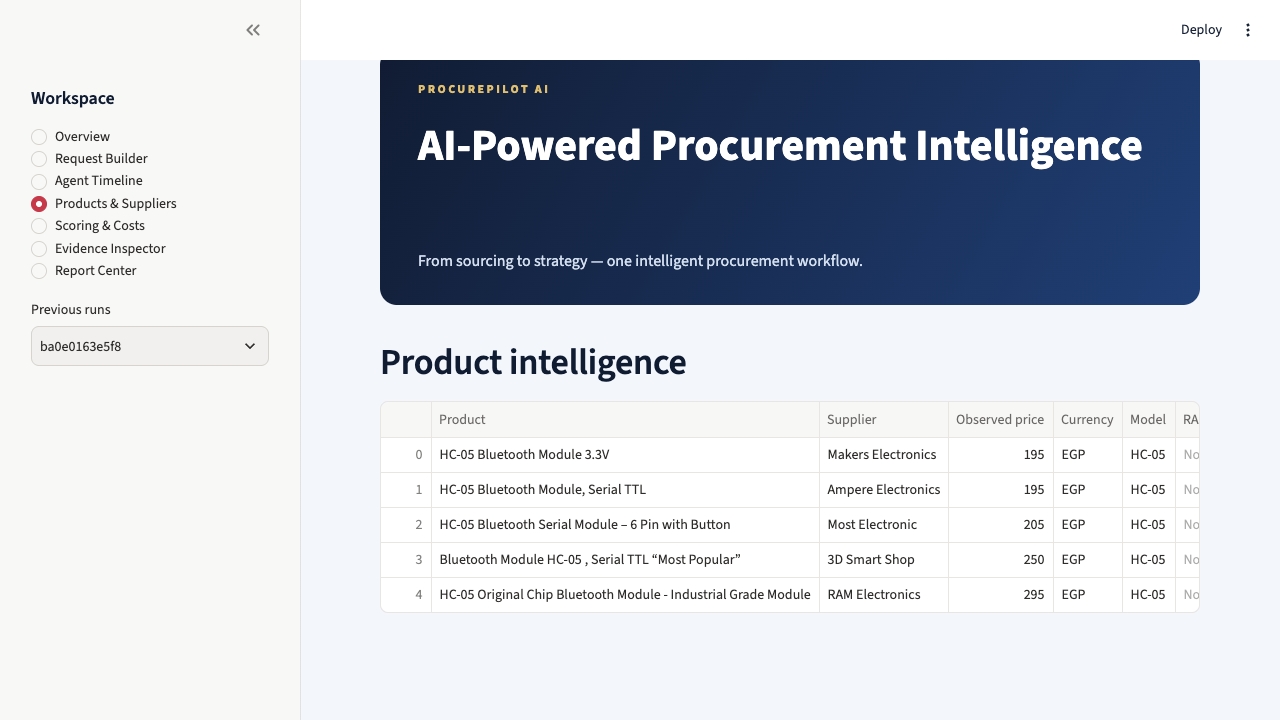 Deploy
Workspace
Overview
Request Builder
Agent Timeline
Products & Suppliers
Scoring & Costs
Evidence Inspector
Report Center
Previous runs
ba0e0163e5f8
PROCUREPILOT AI
AI-Powered Procurement Intelligence
From sourcing to strategy — one intelligent procurement workflow.
Product intelligence
Product Supplier Observed price Currency Model RA
0 HC-05 Bluetooth Module 3.3V Makers Electronics 195 EGP HC-05 No
1 HC-05 Bluetooth Module, Serial TTL Ampere Electronics 195 EGP HC-05 No
2 HC-05 Bluetooth Serial Module – 6 Pin with Button Most Electronic 205 EGP HC-05 No
3 Bluetooth Module HC-05 , Serial TTL “Most Popular” 3D Smart Shop 250 EGP HC-05 No
4 HC-05 Original Chip Bluetooth Module - Industrial Grade Module RAM Electronics 295 EGP HC-05 No